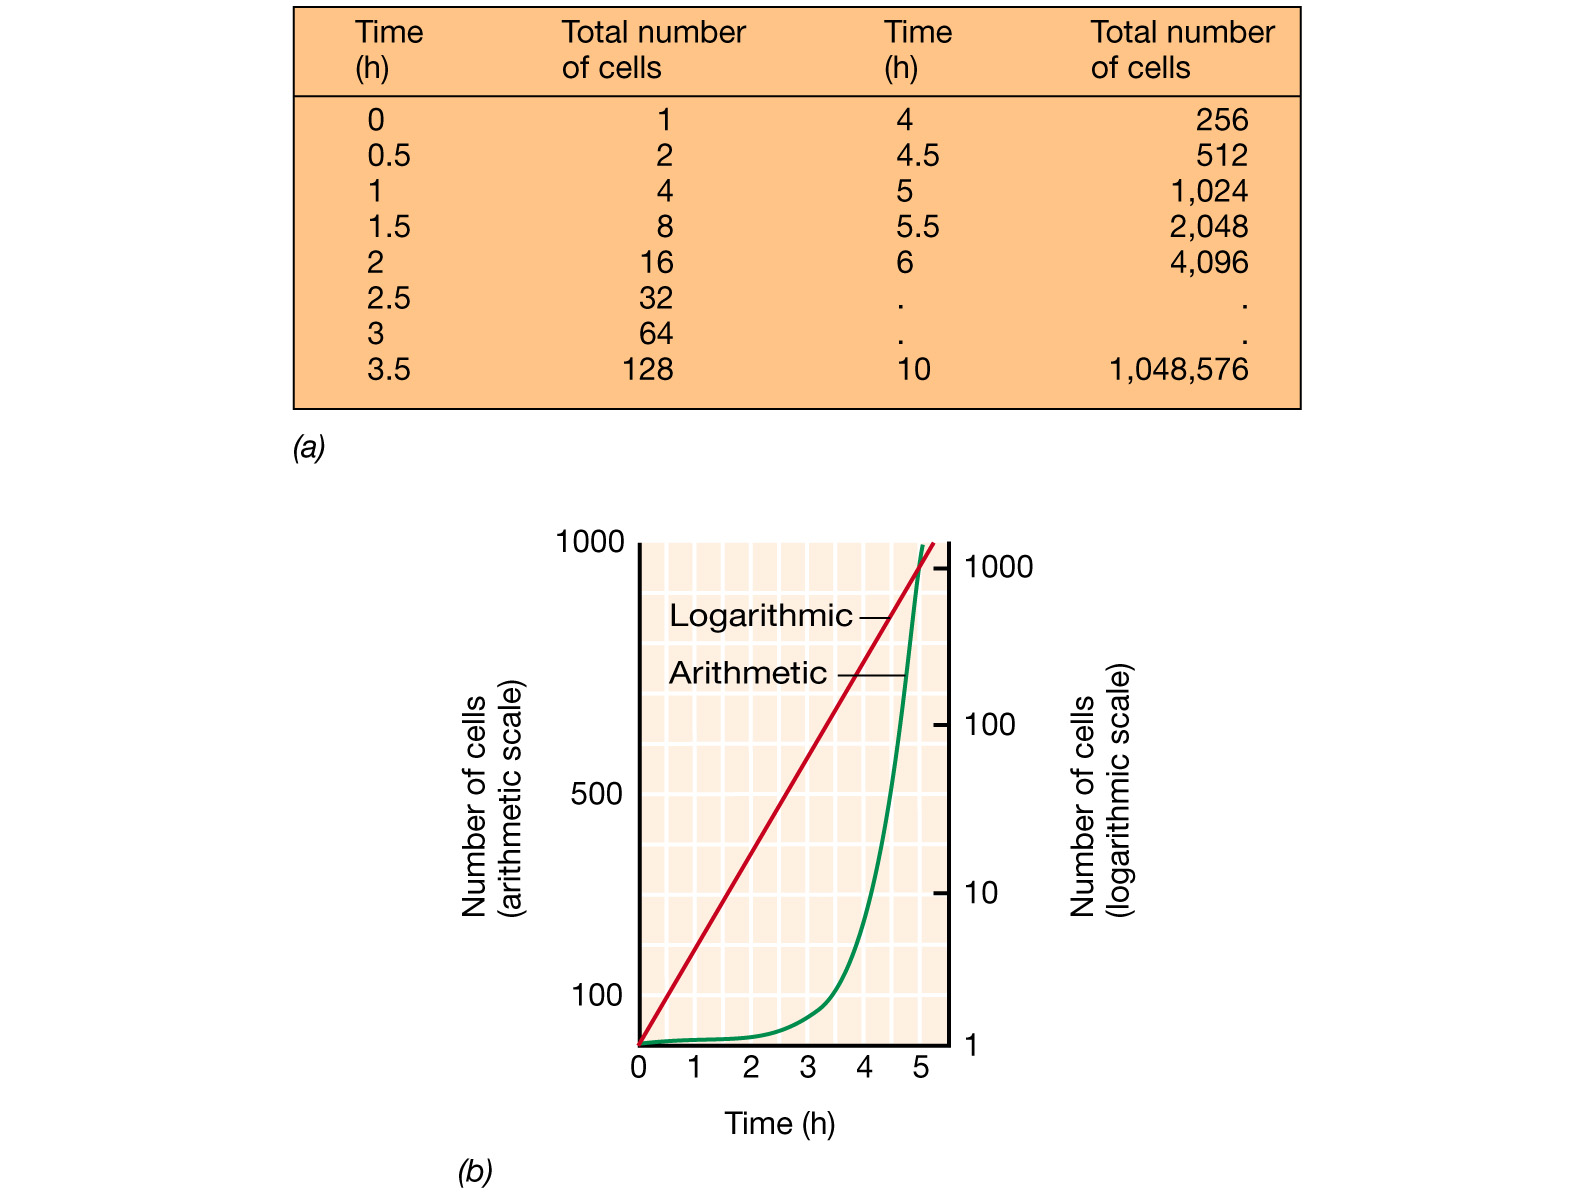 Time Total number Time Total number
(h) of cells (h) of cells
0 1 4 256
0.5 2 4.5 512
1 4 5 1,024
1.5 8 5.5 2,048
2 16 6 4,096
2.5 32 . .
3 64 . .
3.5 128 10 1,048,576
(a)
1000
500
100
Number of cells
(arithmetic scale)
Logarithmic
Arithmetic
1000
100
10
1
Number of cells
(logarithmic scale)
0 1 2 3 4 5
Time (h)
(b)